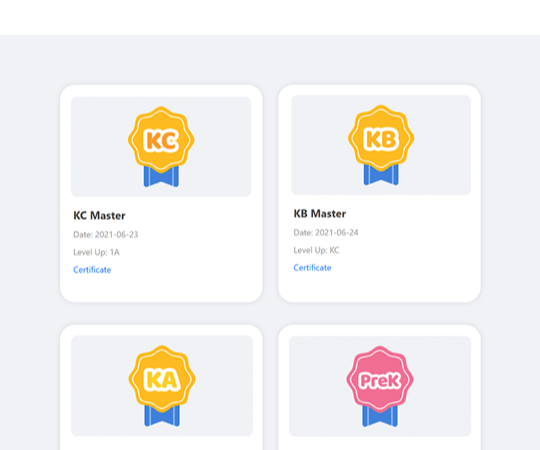 KC
KC Master
Date: 2021-06-23
Level Up: 1A
Certificate
KB
KB Master
Date: 2021-06-24
Level Up: KC
Certificate
KA
PreK